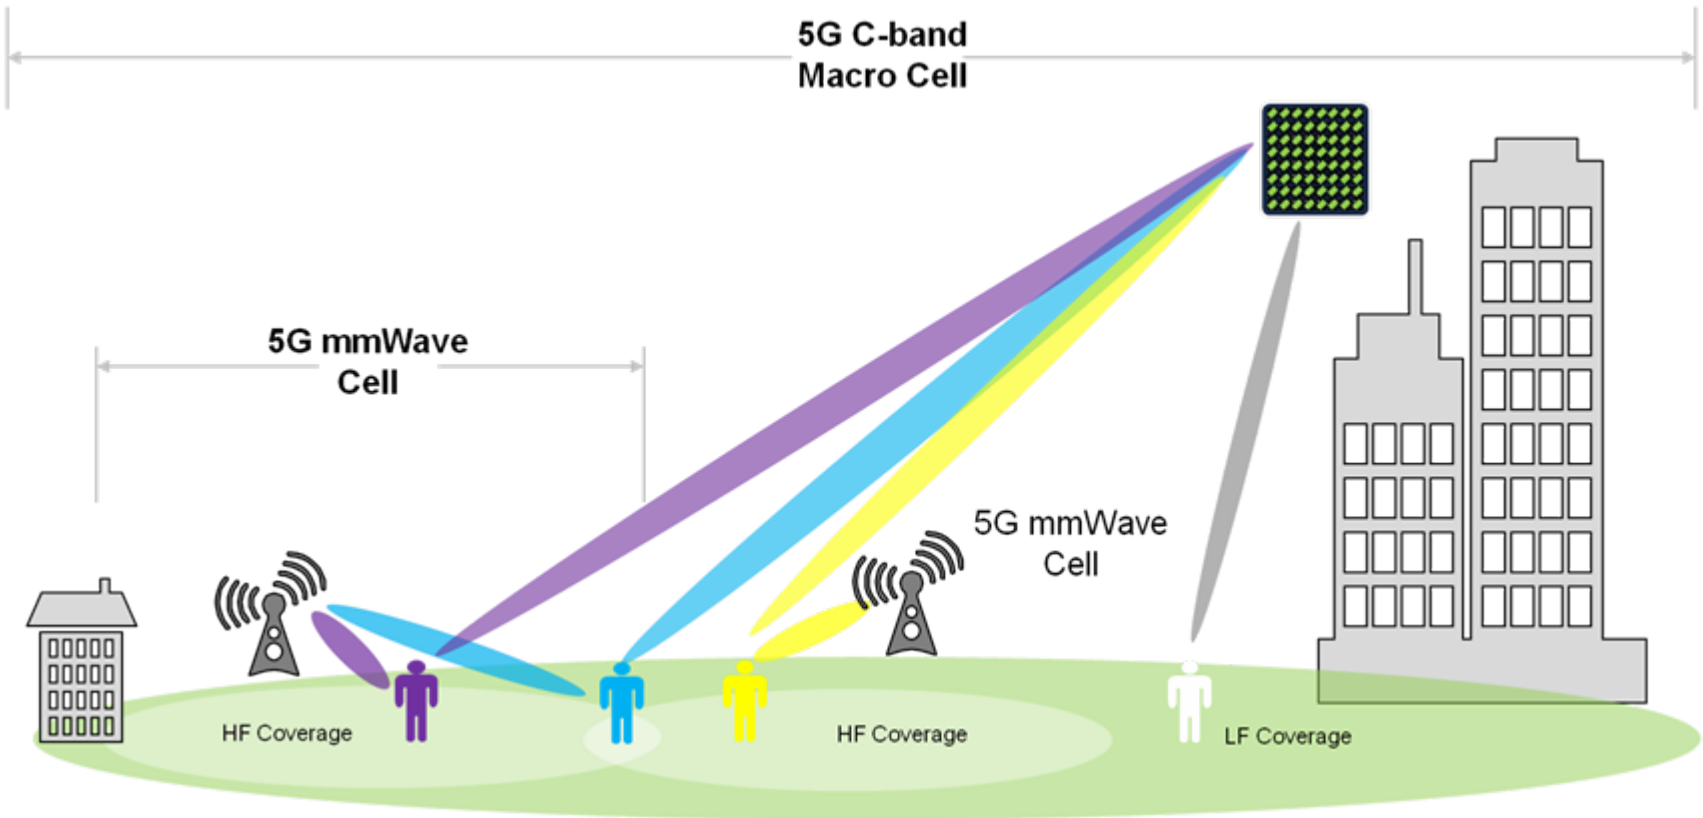 5G C-band
Macro Cell
5G mmWave
Cell
5G mmWave
Cell
HF Coverage
HF Coverage
LF Coverage